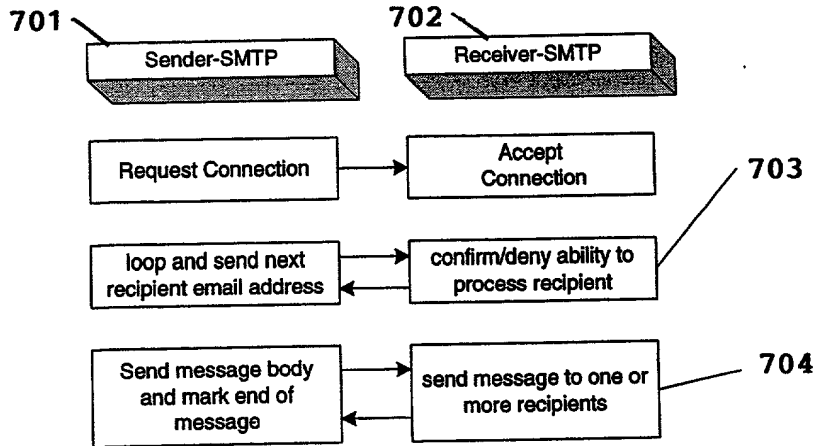 701
702
Sender-SMTP
Receiver-SMTP
Request Connection
Accept
Connection
703
loop and send next
recipient email address
confirm/deny ability to
process recipient
Send message body
and mark end of
message
send message to one or
more recipients
704